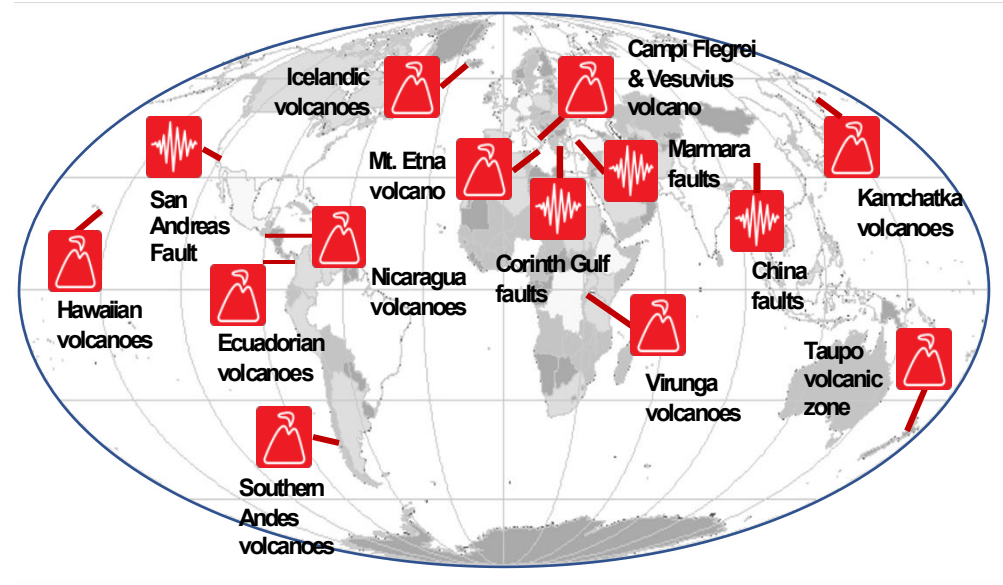 Icelandic
volcanoes
Campi Flegrei
& Vesuvius
volcano
Mt. Etna
volcano
Marmara
faults
Kamchatka
volcanoes
San
Andreas
Fault
Hawaiian
volcanoes
Nicaragua
volcanoes
Corinth Gulf
faults
China
faults
Ecuadorian
volcanoes
Virunga
volcanoes
Taupo
volcanic
zone
Southern
Andes
volcanoes